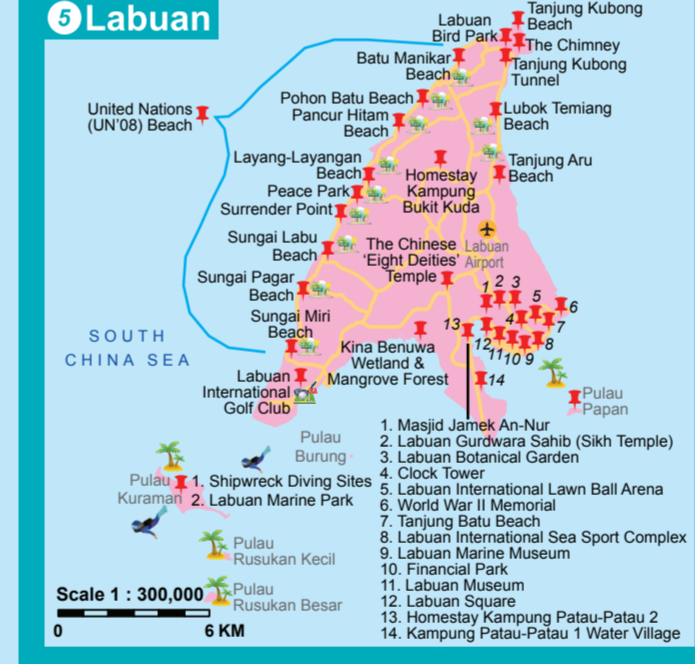 5 Labuan
Tanjung Kubong
Beach
Labuan
Bird Park
The Chimney
Batu Manikar
Beach
Tanjung Kubong
Tunnel
Pohon Batu Beach
United Nations
(UN'08) Beach
Lubok Temiang
Beach
Pancur Hitam
Beach
Layang-Layangan
Beach
Homestay
Kampung
Bukit Kuda
Tanjung Aru
Beach
Peace Park
Surrender Point
Sungai Labu
Beach
The Chinese
'Eight Deities'
Temple
Labuan
Airport
Sungai Pagar
Beach
1 2 3
4
5
6
7
8
9
10
11
12
13
14
Sungai Miri
Beach
SOUTH
CHINA SEA
Kina Benuwa
Wetland &
Mangrove Forest
Labuan
International
Golf Club
Pulau
Papan
Pulau
Burung
Pulau
Kuraman
1. Shipwreck Diving Sites
2. Labuan Marine Park
Pulau
Rusukan Kecil
Pulau
Rusukan Besar
Scale 1 : 300,000
0 6 KM
1. Masjid Jamek An-Nur
2. Labuan Gurdwara Sahib (Sikh Temple)
3. Labuan Botanical Garden
4. Clock Tower
5. Labuan International Lawn Ball Arena
6. World War II Memorial
7. Tanjung Batu Beach
8. Labuan International Sea Sport Complex
9. Labuan Marine Museum
10. Financial Park
11. Labuan Museum
12. Labuan Square
13. Homestay Kampung Patau-Patau 2
14. Kampung Patau-Patau 1 Water Village